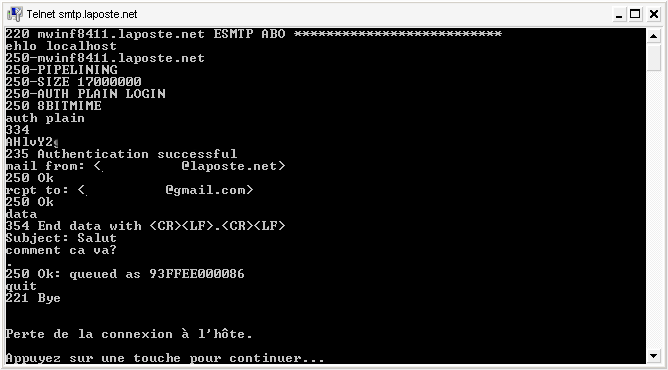 Telnet smtp.laposte.net
220 mwinf8411.laposte.net ESMTP ABO **************************
ehlo localhost
250-mwinf8411.laposte.net
250-PIPELINING
250-SIZE 17000000
250-AUTH PLAIN LOGIN
250 8BITMIME
auth plain
334
AHlvY2
235 Authentication successful
mail from: < @laposte.net>
250 Ok
rcpt to: < @gmail.com>
250 Ok
data
354 End data with <CR><LF>.<CR><LF>
Subject: Salut
comment ca va?
.
250 Ok: queued as 93FFEE000086
quit
221 Bye
Perte de la connexion à l'hôte.
Appuyez sur une touche pour continuer...